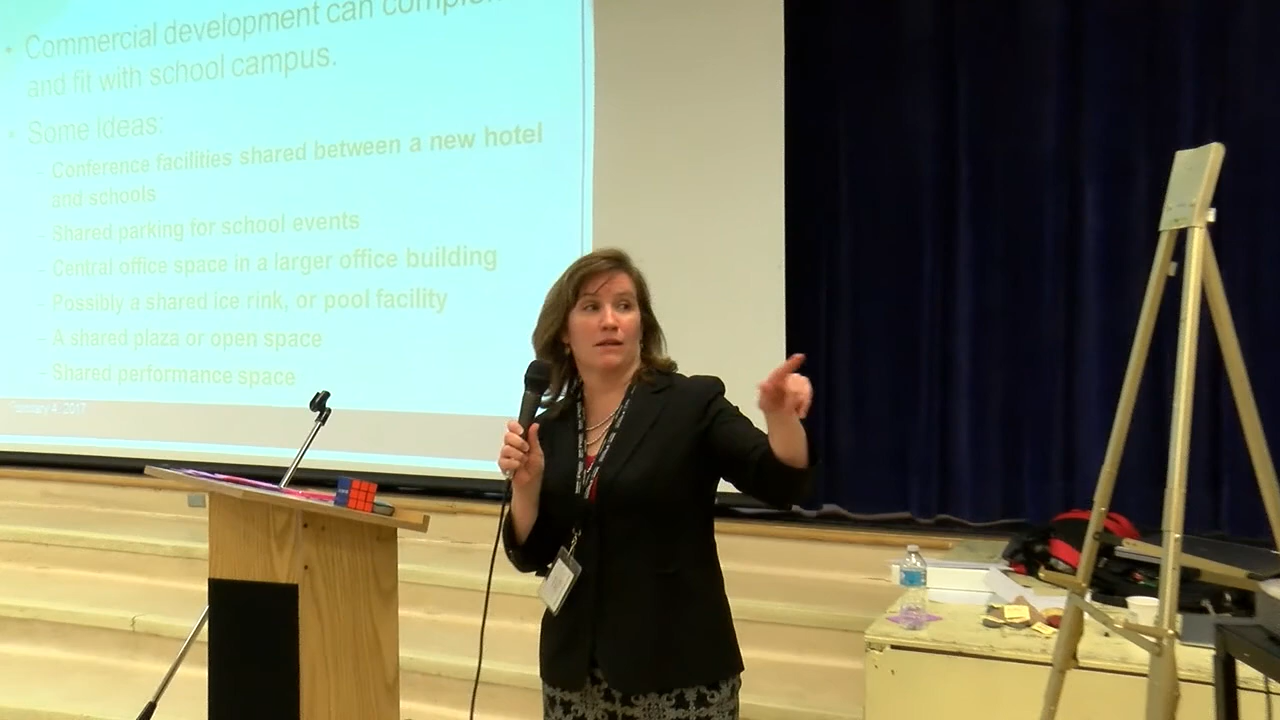 • Commercial development can
and fit with school campus.
• Some ideas:
– Conference facilities shared between a new hotel
and schools
– Shared parking for school events
– Central office space in a larger office building
– Possibly a shared ice rink, or pool facility
– A shared plaza or open space
– Shared performance space
2017